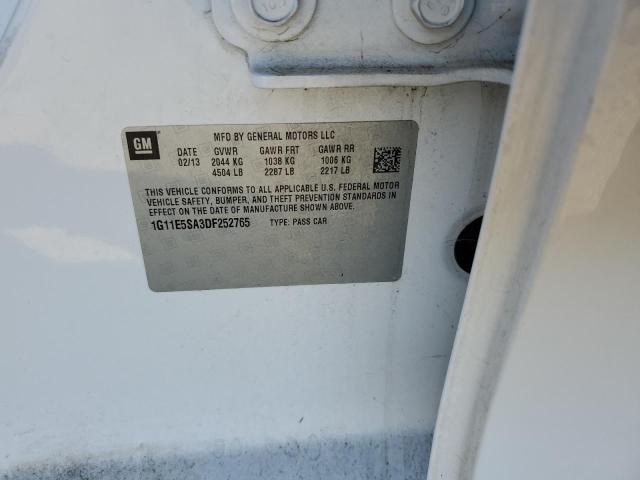 GM
MFD BY GENERAL MOTORS LLC
DATE GVWR GAWR FRT GAWR RR
02/13 2044 KG 1038 KG 1006 KG
4504 LB 2287 LB 2217 LB
THIS VEHICLE CONFORMS TO ALL APPLICABLE U.S. FEDERAL MOTOR
VEHICLE SAFETY, BUMPER, AND THEFT PREVENTION STANDARDS
IN EFFECT ON THE DATE OF MANUFACTURE SHOWN ABOVE.
1G11E5SA3DF252765 TYPE: PASS CAR